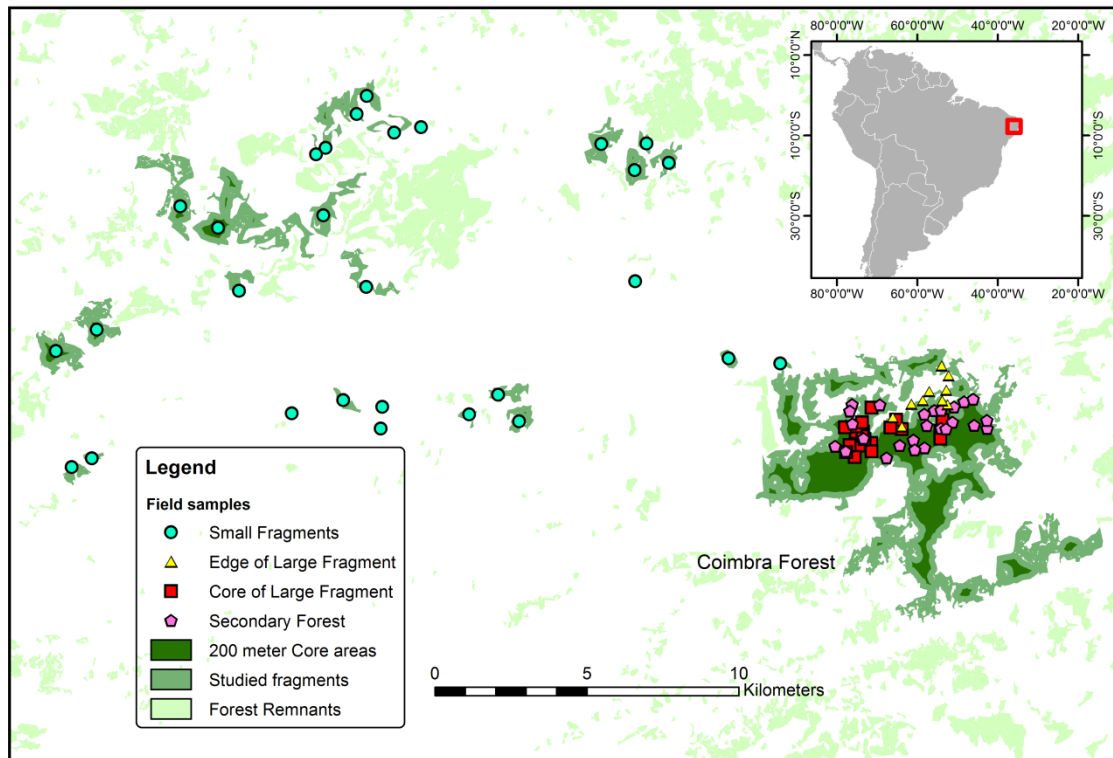 80°0'0"W 60°0'0"W 40°0'0"W 20°0'0"W
10°0'0"N
10°0'0"S
30°0'0"S
10°0'0"N
10°0'0"S
30°0'0"S
80°0'0"W 60°0'0"W 40°0'0"W 20°0'0"W
Coimbra Forest
Legend
Field samples
Small Fragments
Edge of Large Fragment
Core of Large Fragment
Secondary Forest
200 meter Core areas
Studied fragments
Forest Remnants
0 5 10
Kilometers